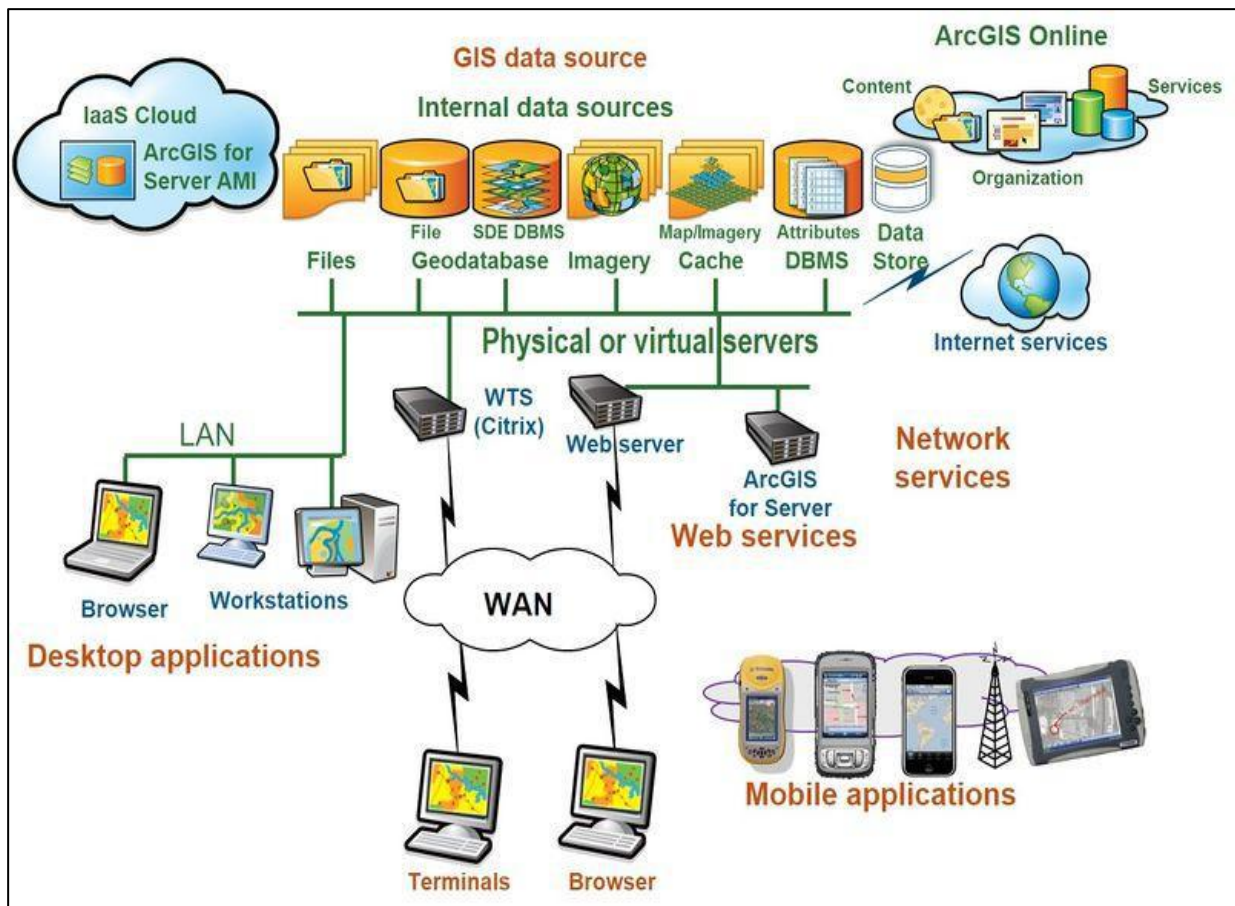 GIS data source
Internal data sources
IaaS Cloud
ArcGIS for
Server AMI
ArcGIS Online
Content
Services
Organization
File
SDE DBMS
Map/Imagery
Attributes
Files
Geodatabase
Imagery
Cache
DBMS
Data
Store
Internet services
Physical or virtual servers
WTS
(Citrix)
Web server
ArcGIS
for Server
Network
services
Web services
LAN
Browser
Workstations
Desktop applications
WAN
Mobile applications
Terminals
Browser